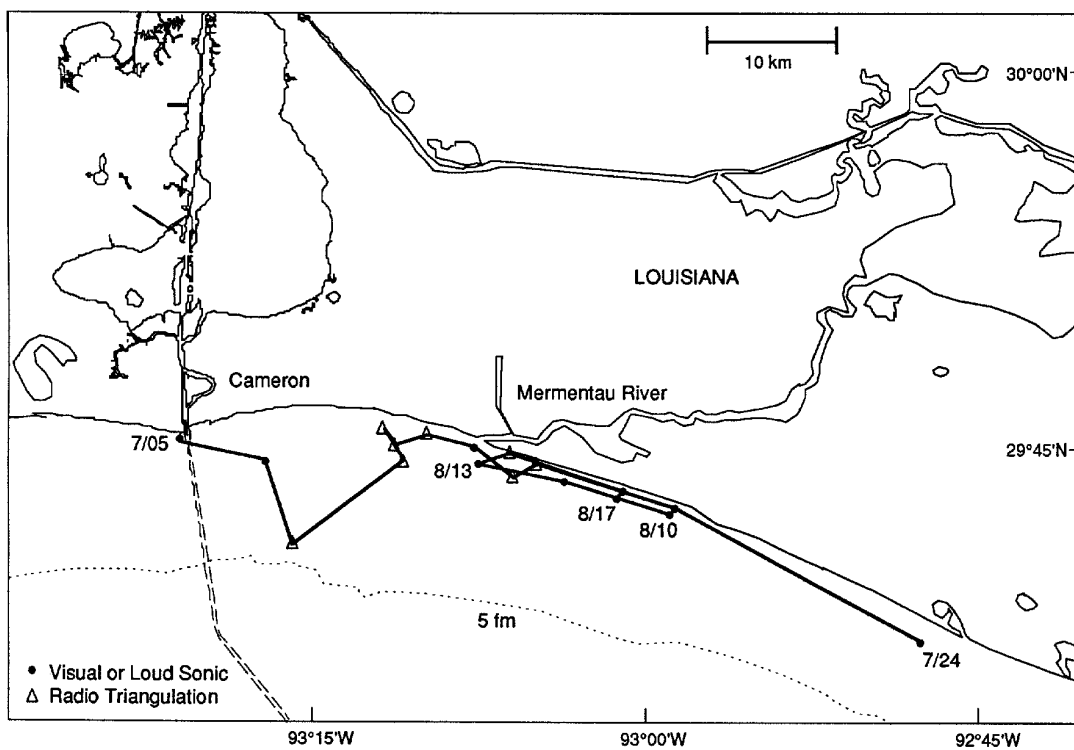 10 km
30°00'N
LOUISIANA
Cameron
Mermentau River
7/05
29°45'N
8/13
8/17
8/10
5 fm
7/24
Visual or Loud Sonic
Radio Triangulation
93°15'W
93°00'W
92°45'W